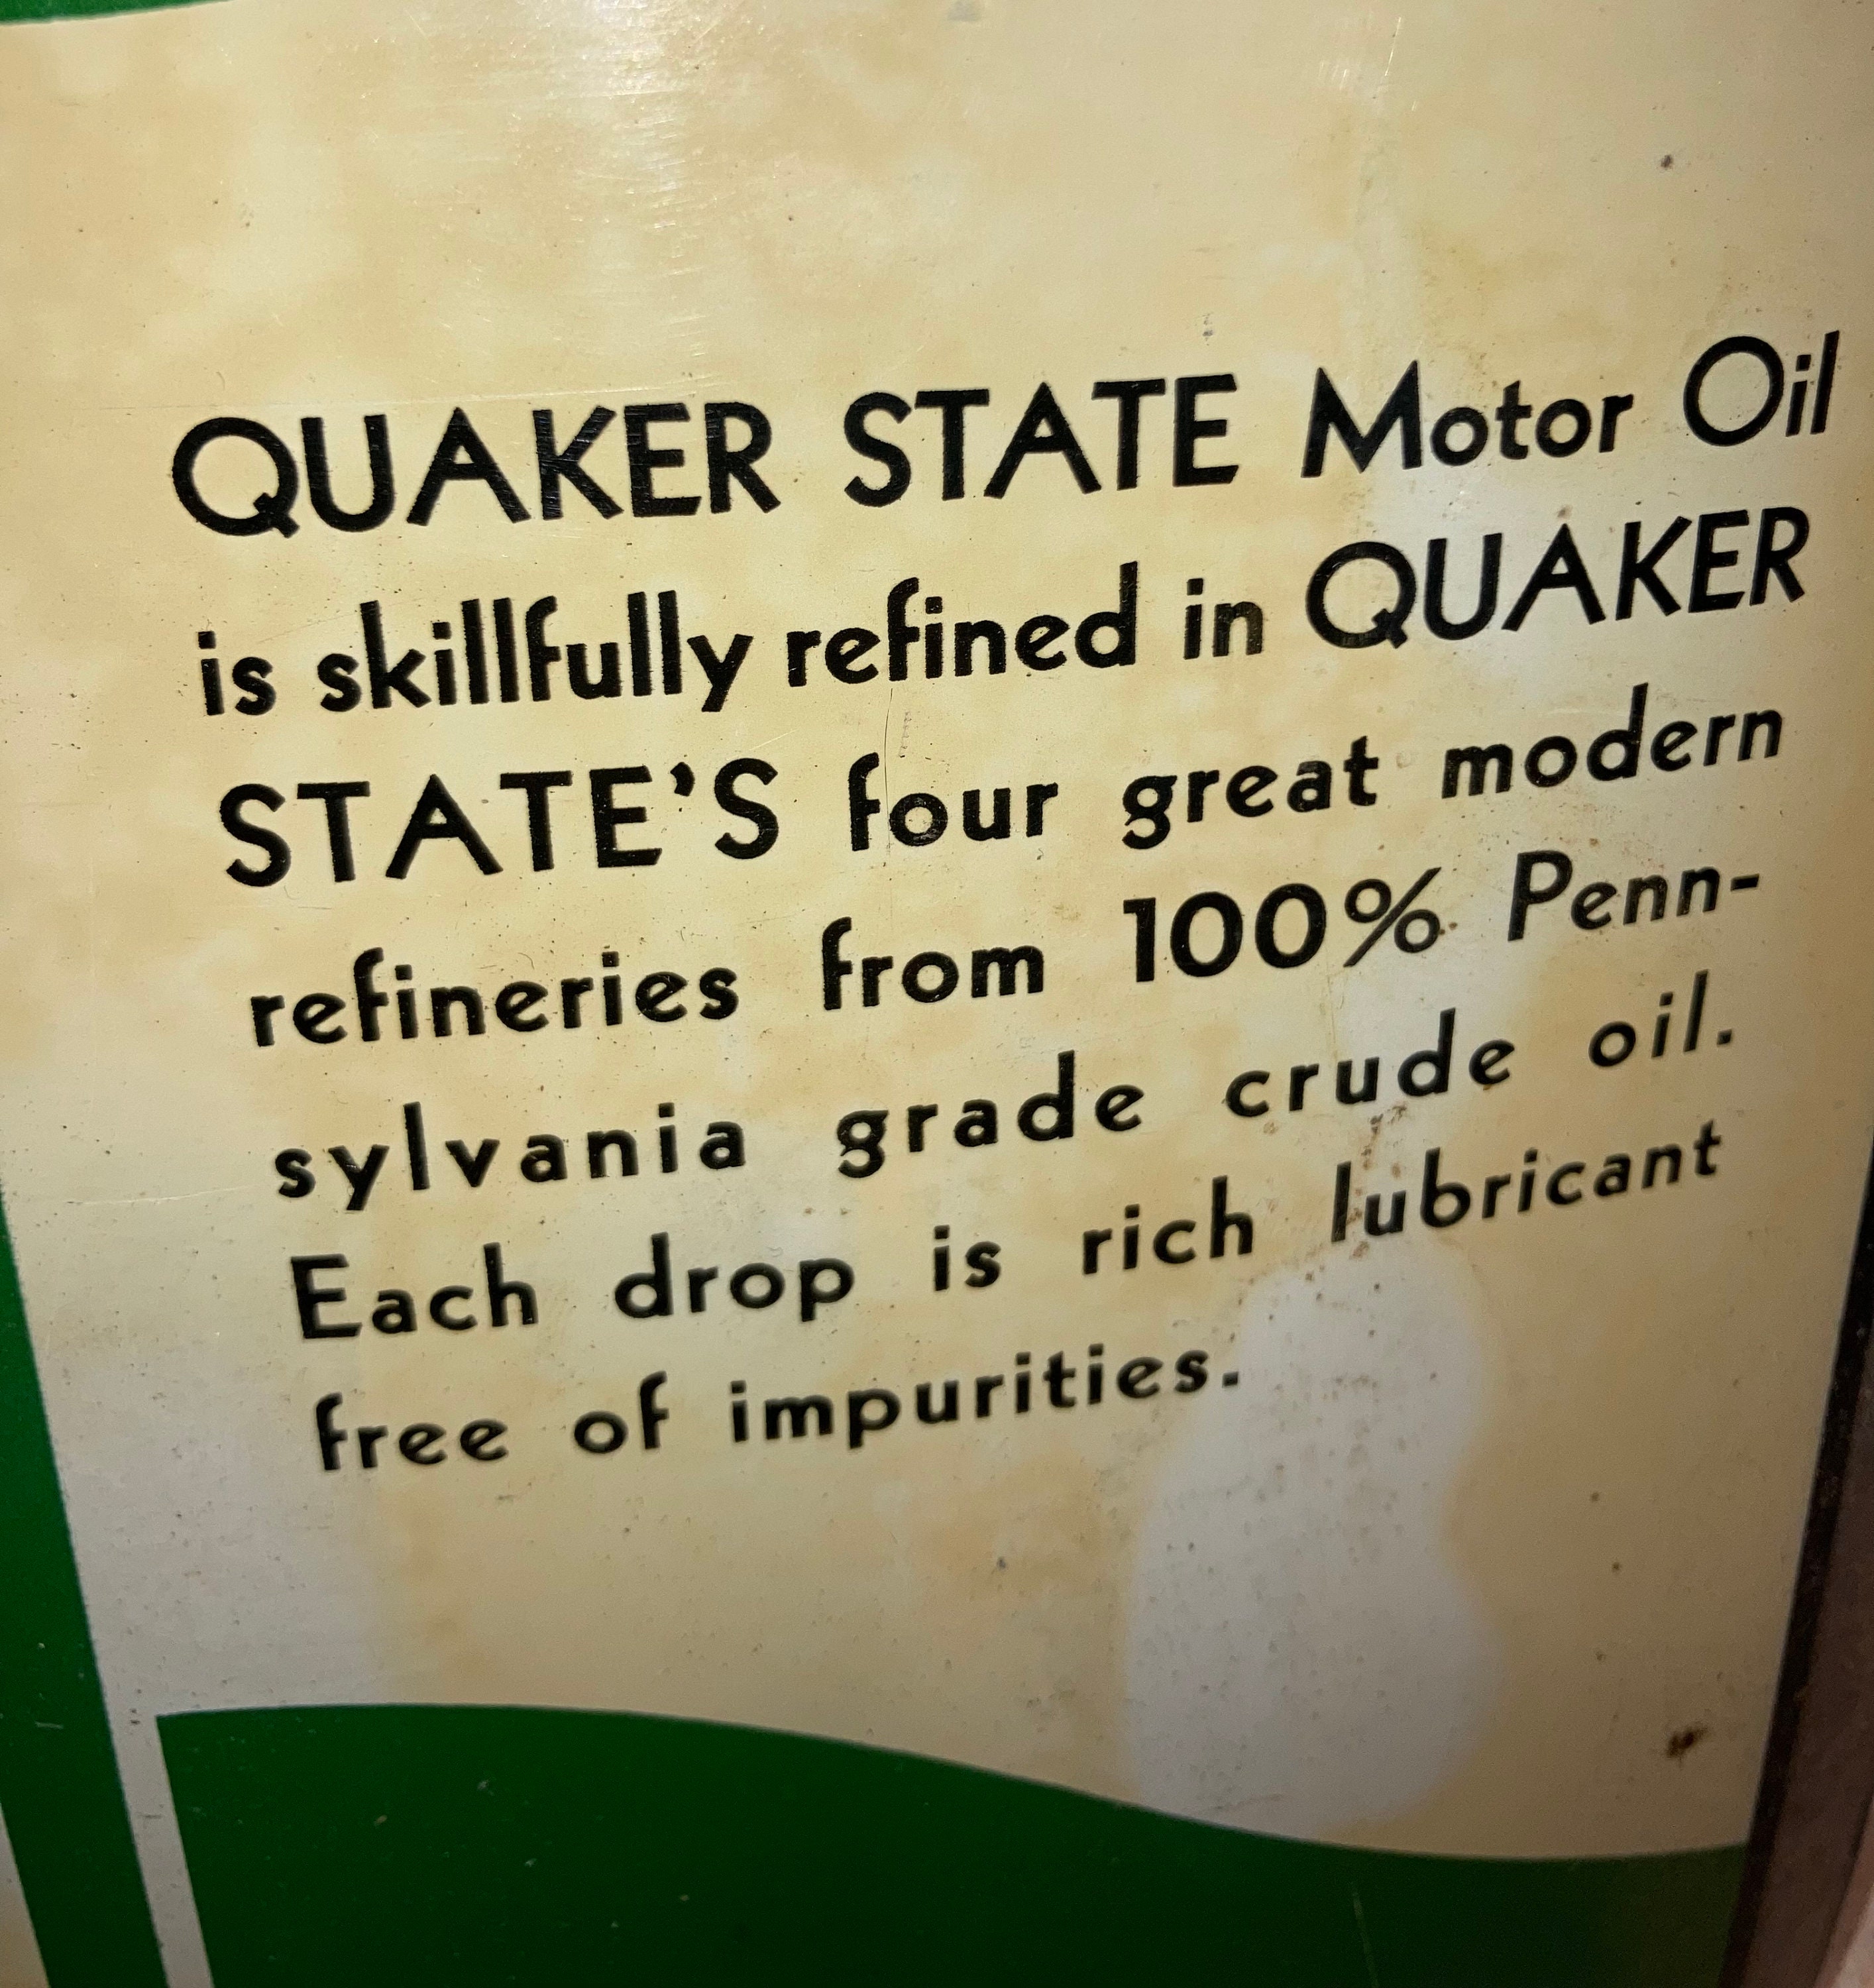 QUAKER STATE Motor Oil
is skillfully refined in QUAKER
STATE'S four great modern
refineries from 100% Penn-
sylvania grade crude oil.
Each drop is rich lubricant
free of impurities.